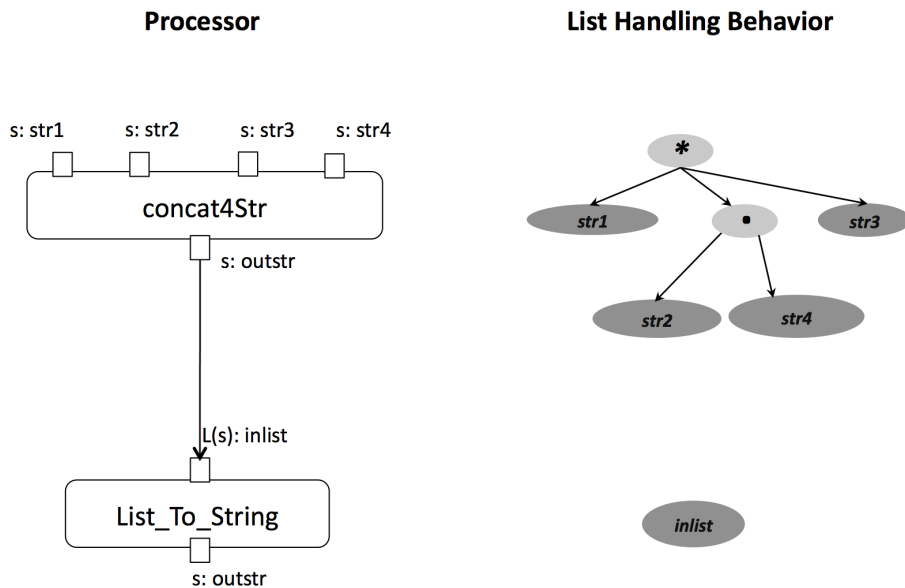 Processor
List Handling Behavior
s: str1
s: str2
s: str3
s: str4
concat4Str
s: outstr
*
str1
▪
str3
str2
str4
L(s): inlist
List_To_String
inlist
s: outstr